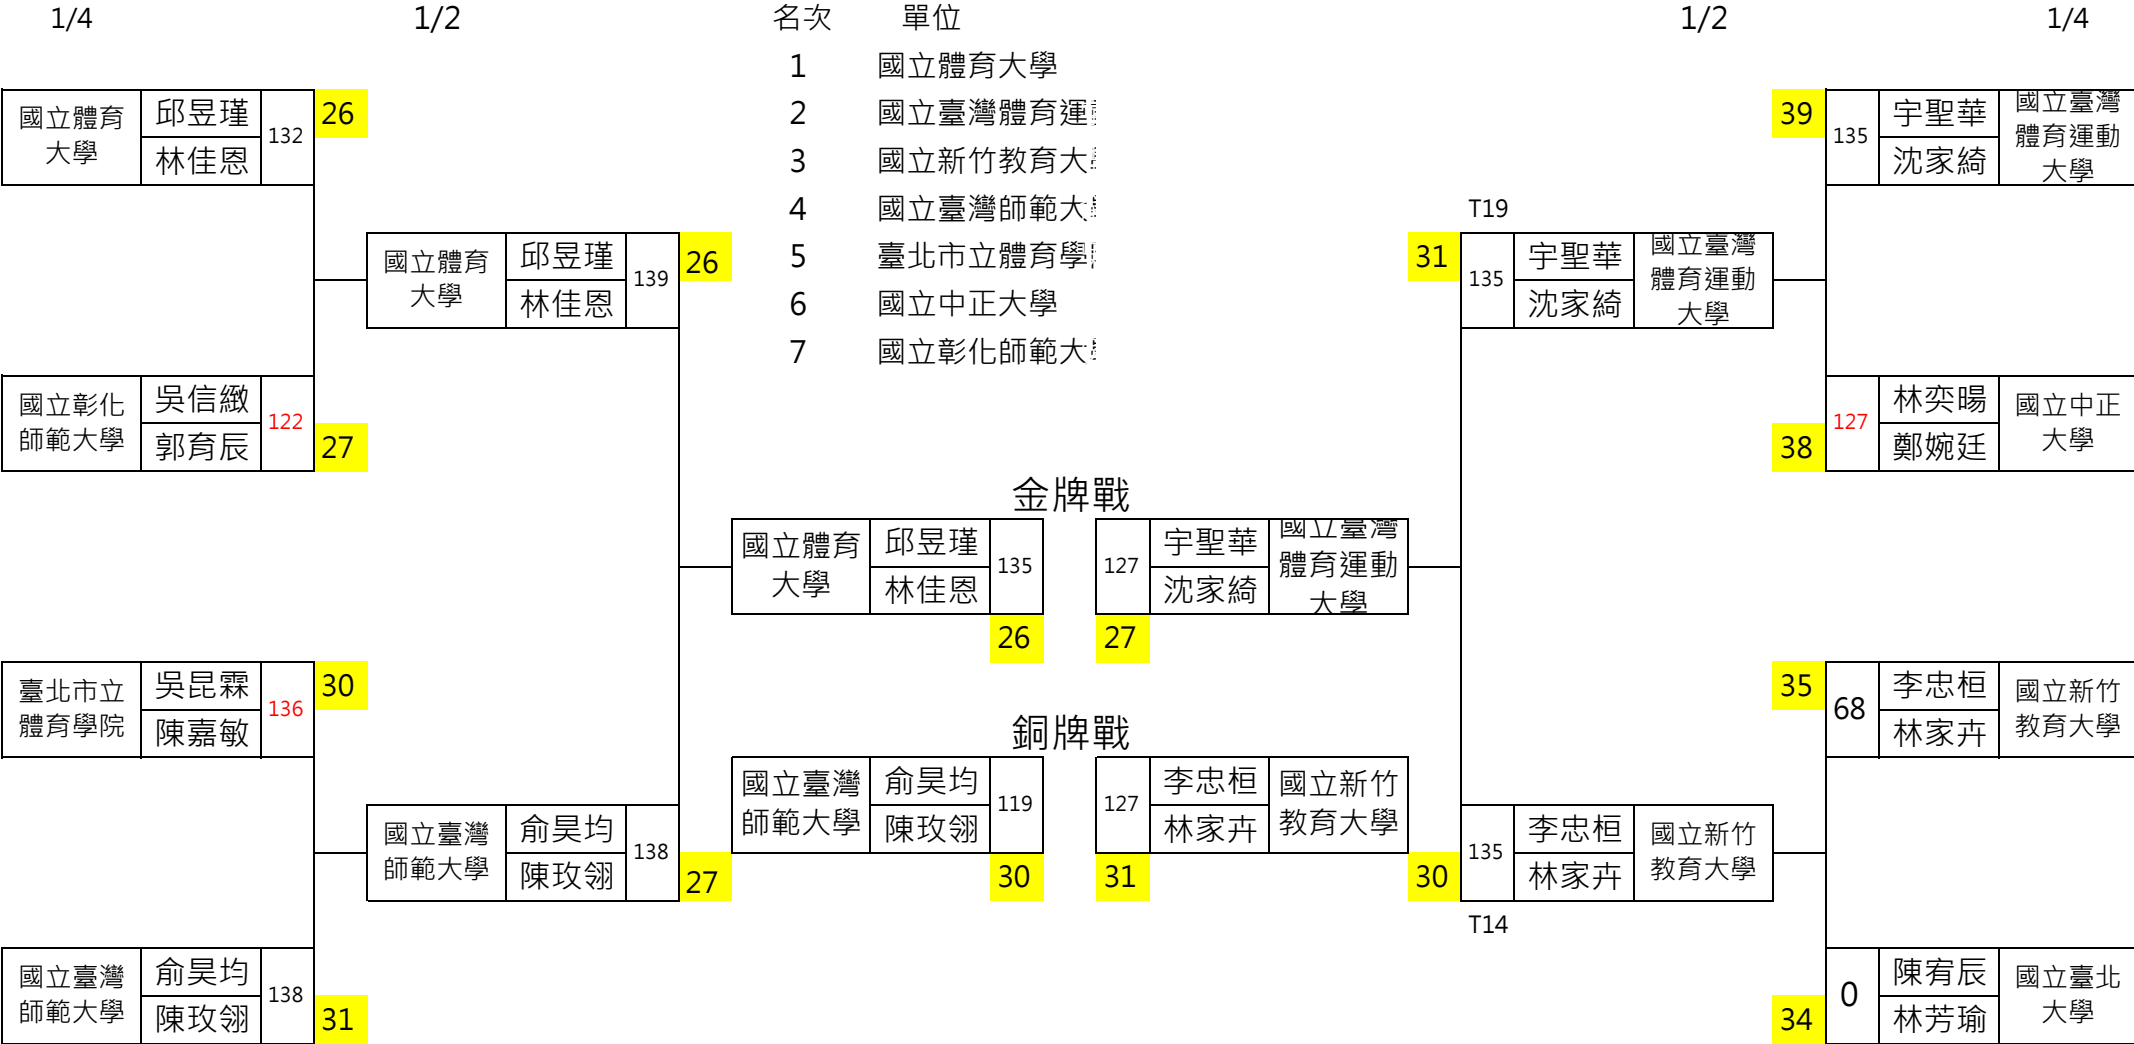 1/4
1/2
名次 單位
1/2
1/4
1 國立體育大學
2 國立臺灣體育運
3 國立新竹教育大
4 國立臺灣師範大
5 臺北市立體育學
6 國立中正大學
7 國立彰化師範大
國立體育
大學
邱昱瑾
林佳恩
132
26
國立彰化
師範大學
吳信緻
郭育辰
122
27
臺北市立
體育學院
吳昆霖
陳嘉敏
136
30
國立臺灣
師範大學
俞昊均
陳玫翎
138
31
國立體育
大學
邱昱瑾
林佳恩
139
26
國立臺灣
師範大學
俞昊均
陳玫翎
138
27
金牌戰
國立體育
大學
邱昱瑾
林佳恩
135
26
127
27
宇聖華
沈家綺
國立臺灣
體育運動
大學
銅牌戰
國立臺灣
師範大學
俞昊均
陳玫翎
119
30
127
31
李忠桓
林家卉
國立新竹
教育大學
T19
31
135
宇聖華
沈家綺
國立臺灣
體育運動
大學
30
135
李忠桓
林家卉
國立新竹
教育大學
T14
39
135
宇聖華
沈家綺
國立臺灣
體育運動
大學
38
127
林奕暘
鄭婉廷
國立中正
大學
35
68
李忠桓
林家卉
國立新竹
教育大學
34
0
陳宥辰
林芳瑜
國立臺北
大學